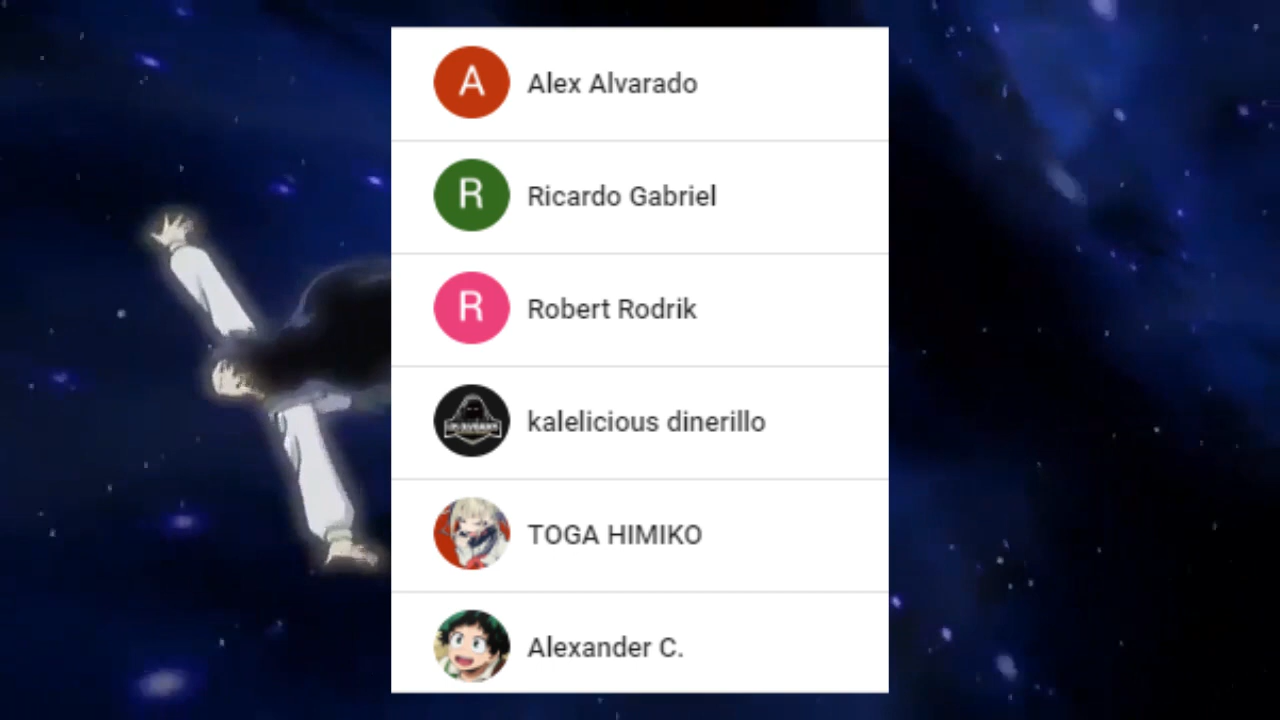 A
Alex Alvarado
R
Ricardo Gabriel
R
Robert Rodrik
kalelicious dinerillo
TOGA HIMIKO
Alexander C.